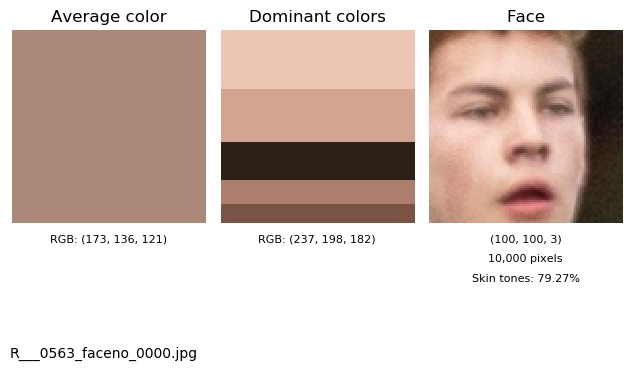 Average color
Dominant colors
Face
RGB: (173, 136, 121)
RGB: (237, 198, 182)
(100, 100, 3)
10,000 pixels
Skin tones: 79.27%
R___0563_faceno_0000.jpg